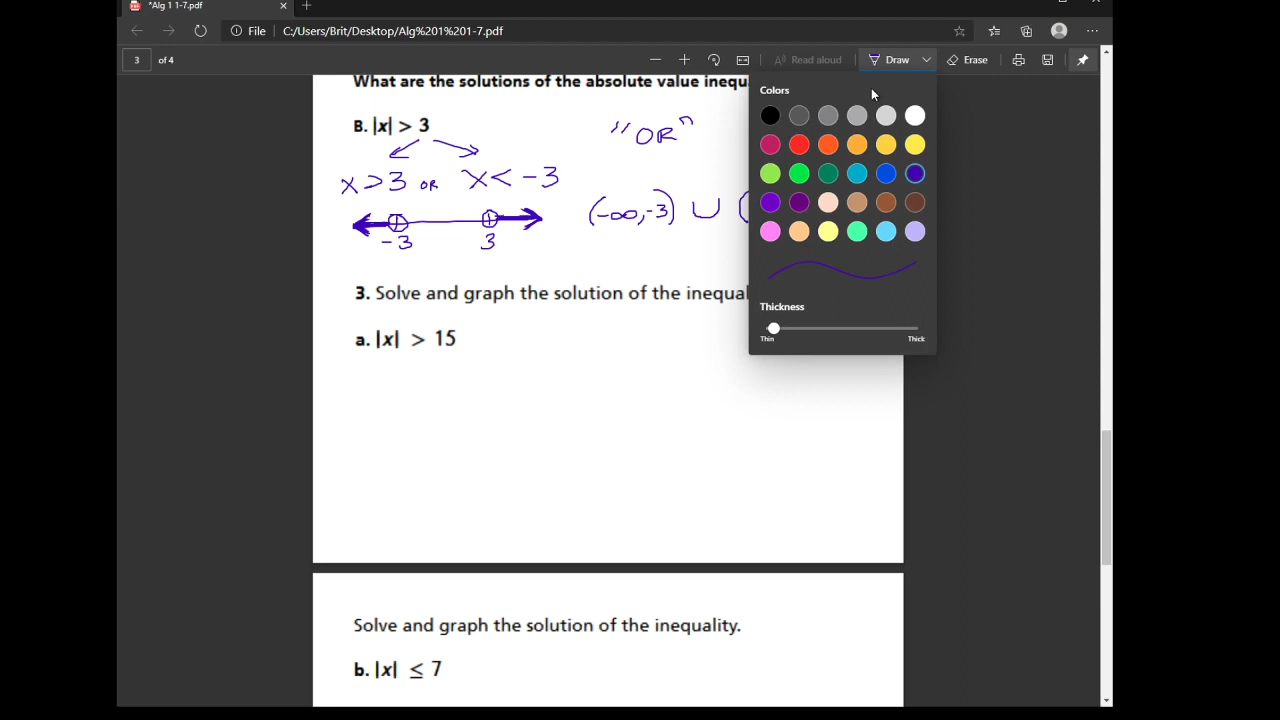 *Alg 1 1-7.pdf
File C:/Users/Brit/Desktop/Alg%201%201-7.pdf
3 of 4 Read aloud Draw Erase
What are the solutions of the absolute value inequ
Colors
B. |x| > 3 "OR"
x > 3 OR x < -3
(-∞,-3) ∪ (
-3 3
3. Solve and graph the solution of the inequal
Thickness
Thin Thick
a. |x| > 15
Solve and graph the solution of the inequality.
b. |x| ≤ 7